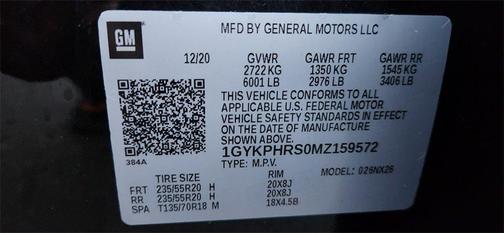 GM
MFD BY GENERAL MOTORS LLC
12/20 GVWR GAWR FRT GAWR RR
2722 KG 1350 KG 1545 KG
6001 LB 2976 LB 3406 LB
THIS VEHICLE CONFORMS TO ALL
APPLICABLE U.S. FEDERAL MOTOR
VEHICLE SAFETY STANDARDS IN EFFECT
ON THE DATE OF MANUFACTURE
SHOWN ABOVE.
1GYKPHRS0MZ159572
384A TYPE: M.P.V. MODEL: 026NX26
TIRE SIZE RIM
FRT 235/55R20 H 20X8J
RR 235/55R20 H 20X8J
SPA T135/70R18 M 18X4.5B